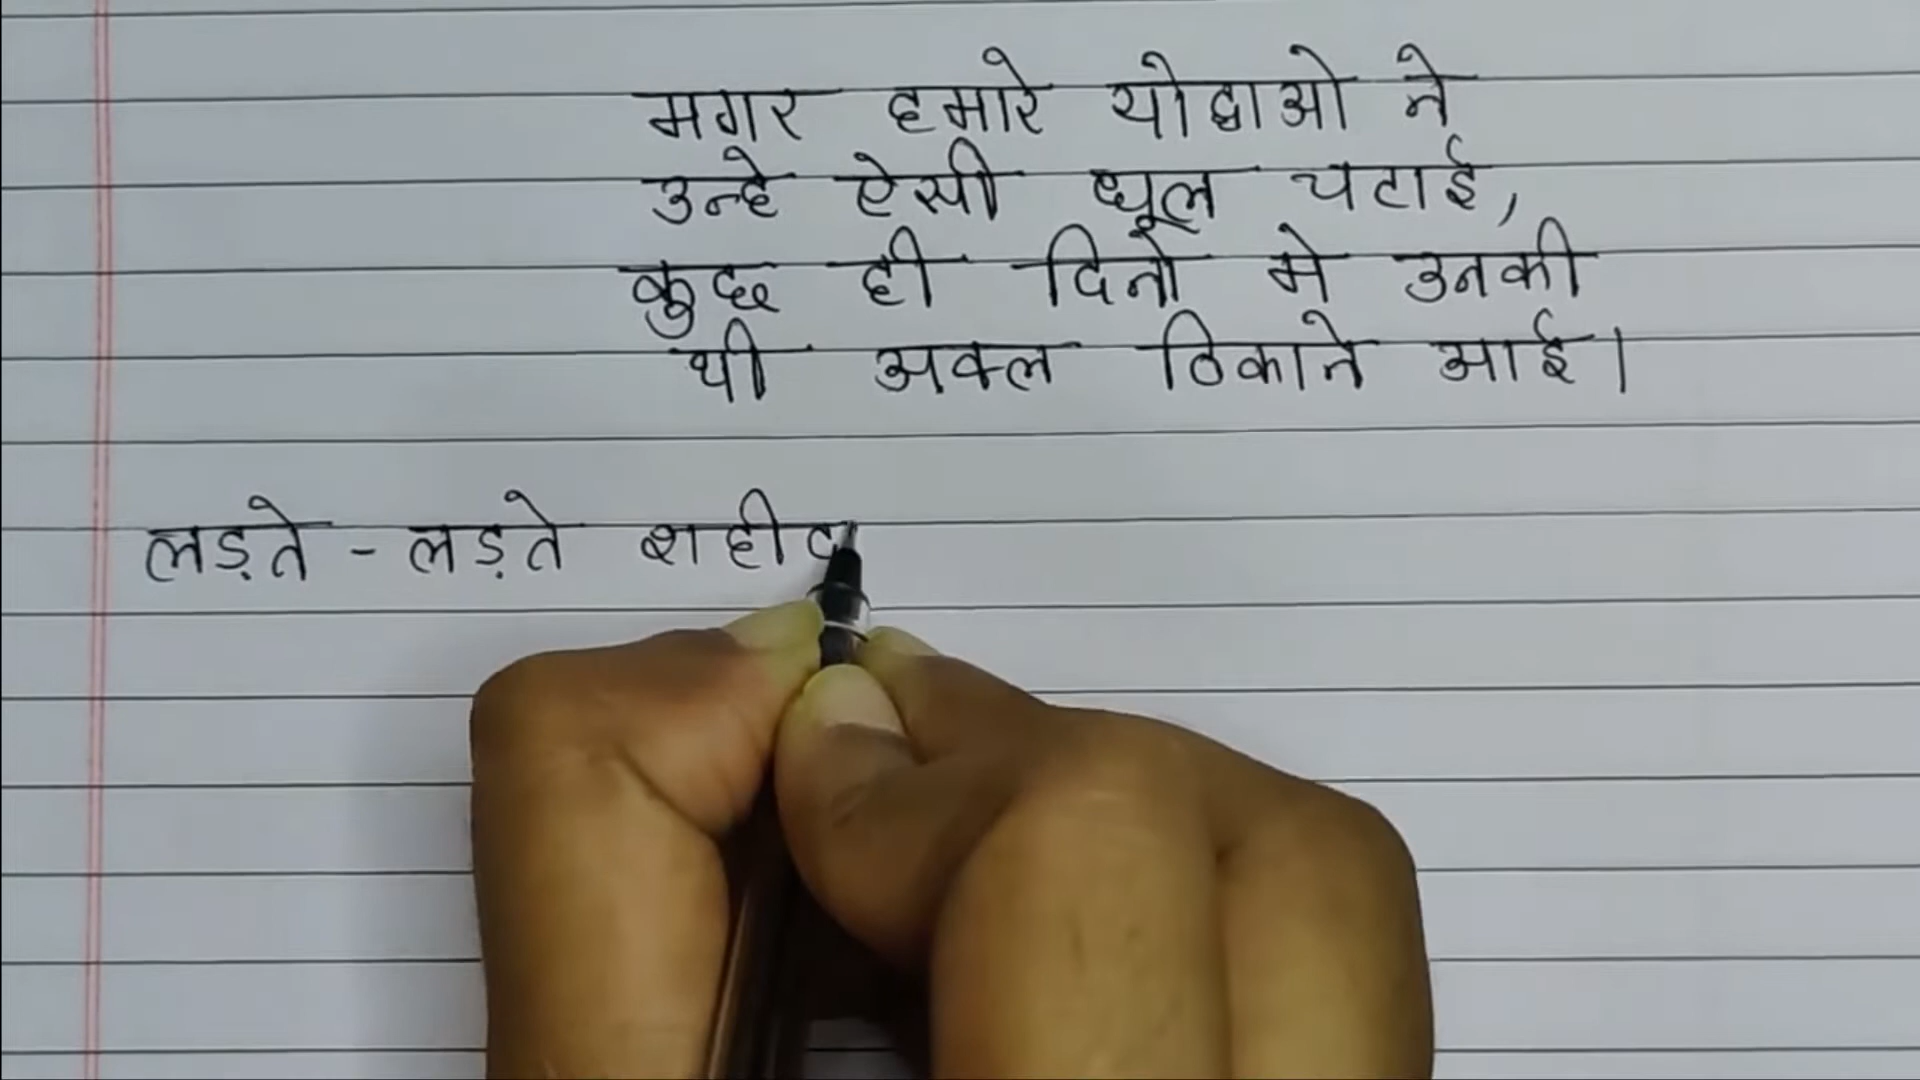 मगर हमारे योद्धाओ ने
उन्हे ऐसी धूल चटाई,
कुछ ही दिनो मे उनकी
थी अक्ल ठिकाने आई।
लड़ते - लड़ते शहीद